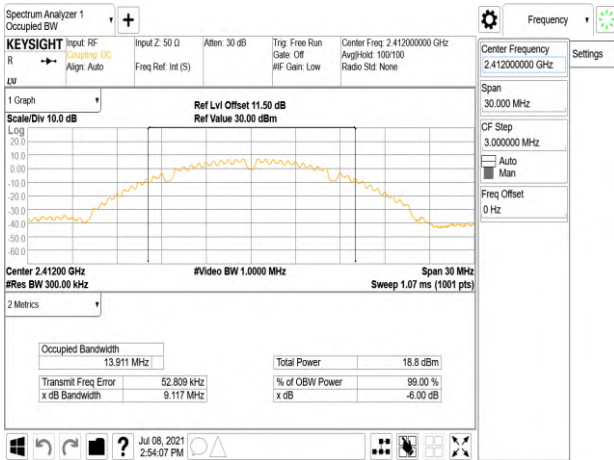 Spectrum Analyzer 1
Occupied BW
Frequency
Settings
KEYSIGHT
R
LXI
Input: RF
Coupling: DC
Align: Auto
Input Z: 50 Ω
Freq Ref: Int (S)
Atten: 30 dB
Trig: Free Run
Gate: Off
#IF Gain: Low
Center Freq: 2.412000000 GHz
Avg|Hold: 100/100
Radio Std: None
Center Frequency
2.412000000 GHz
Span
30.000 MHz
CF Step
3.000000 MHz
Auto
Man
Freq Offset
0 Hz
1 Graph
Scale/Div 10.0 dB
Ref Lvl Offset 11.50 dB
Ref Value 30.00 dBm
Log
20.0
10.0
0.00
-10.0
-20.0
-30.0
-40.0
-50.0
-60.0
Center 2.41200 GHz
#Res BW 300.00 kHz
#Video BW 1.0000 MHz
Span 30 MHz
Sweep 1.07 ms (1001 pts)
2 Metrics
Occupied Bandwidth
13.911 MHz
Transmit Freq Error 52.809 kHz
x dB Bandwidth 9.117 MHz
Total Power 18.8 dBm
% of OBW Power 99.00 %
x dB -6.00 dB
Jul 08, 2021
2:54:07 PM